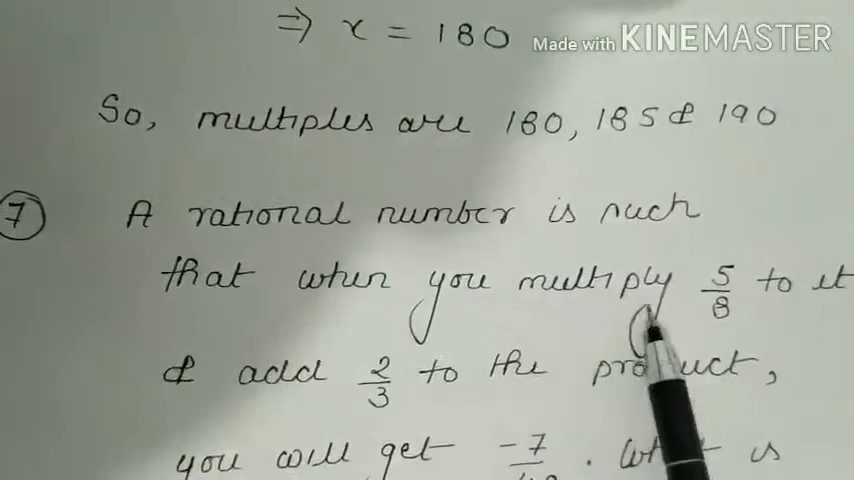 ⇒ x = 180
Made with KINEMASTER
So, multiples are 180, 185 & 190
7 A rational number is such
that when you multiply 5/8 to it
& add 2/3 to the product,
you will get -7/ . is